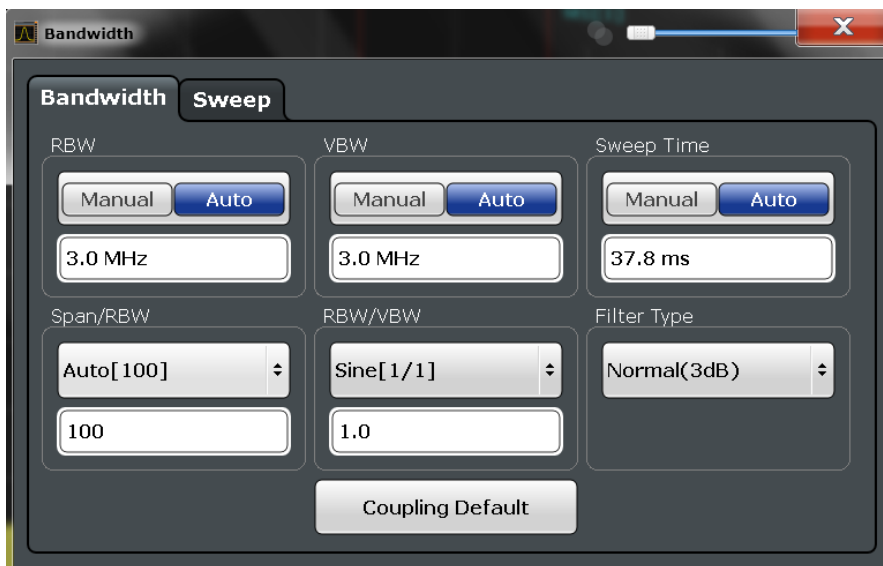 Bandwidth
Bandwidth Sweep
RBW VBW Sweep Time
Manual Auto Manual Auto Manual Auto
3.0 MHz 3.0 MHz 37.8 ms
Span/RBW RBW/VBW Filter Type
Auto[100] Sine[1/1] Normal(3dB)
100 1.0
Coupling Default